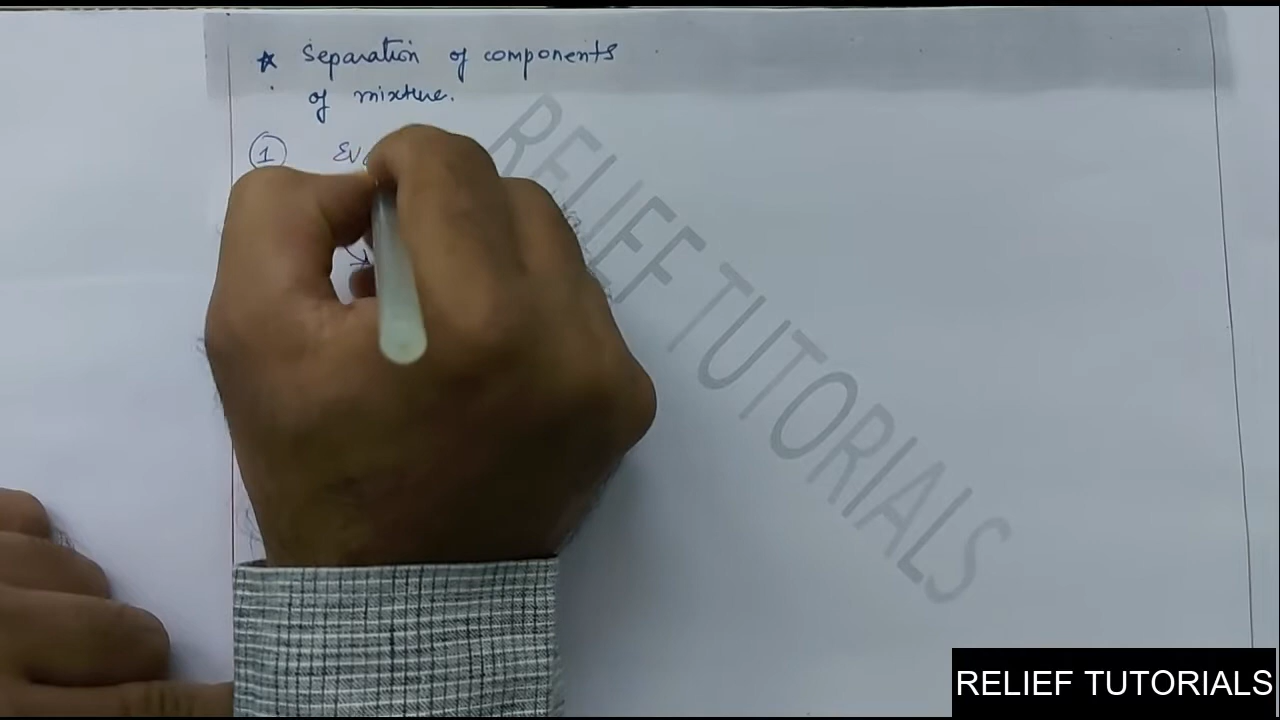 * Separation of components
of mixture.
1
RELIEF TUTORIALS
RELIEF TUTORIALS